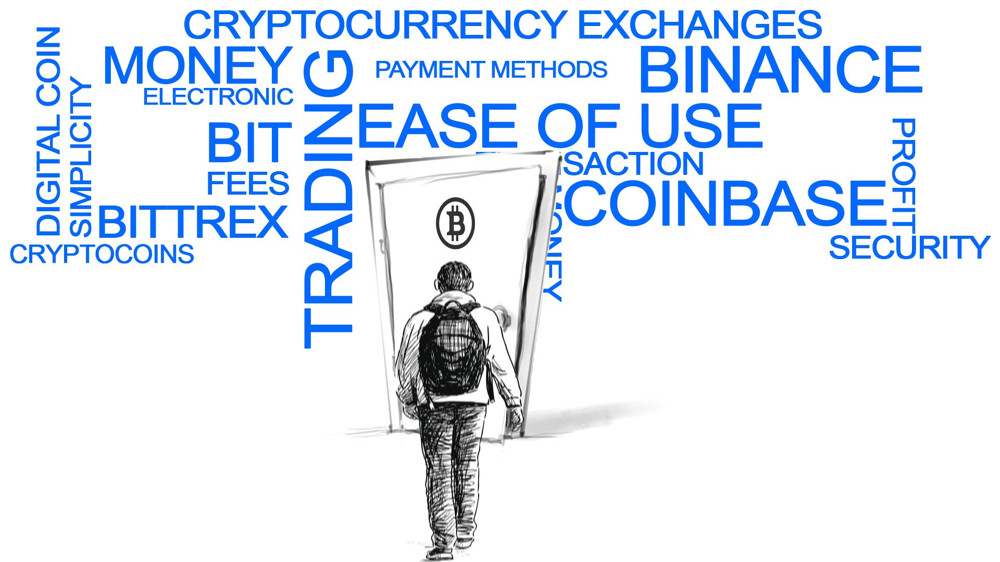 CRYPTOCURRENCY EXCHANGES
DIGITAL COIN
SIMPLICITY
MONEY
ELECTRONIC
BIT
FEES
BITTREX
CRYPTOCOINS
TRADING
PAYMENT METHODS
BINANCE
EASE OF USE
SACTION
COINBASE
MONEY
PROFIT
SECURITY